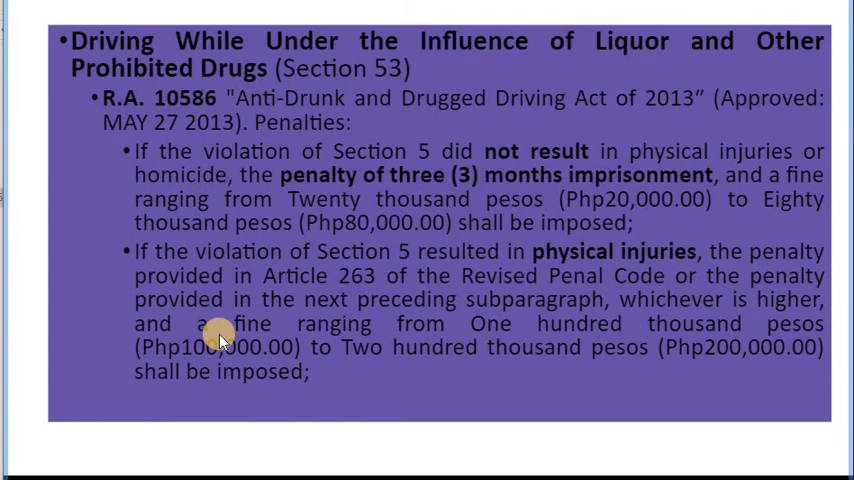 •Driving While Under the Influence of Liquor and Other
Prohibited Drugs (Section 53)
•R.A. 10586 "Anti-Drunk and Drugged Driving Act of 2013" (Approved:
MAY 27 2013). Penalties:
•If the violation of Section 5 did not result in physical injuries or
homicide, the penalty of three (3) months imprisonment, and a fine
ranging from Twenty thousand pesos (Php20,000.00) to Eighty
thousand pesos (Php80,000.00) shall be imposed;
•If the violation of Section 5 resulted in physical injuries, the penalty
provided in Article 263 of the Revised Penal Code or the penalty
provided in the next preceding subparagraph, whichever is higher,
and a fine ranging from One hundred thousand pesos
(Php100,000.00) to Two hundred thousand pesos (Php200,000.00)
shall be imposed;